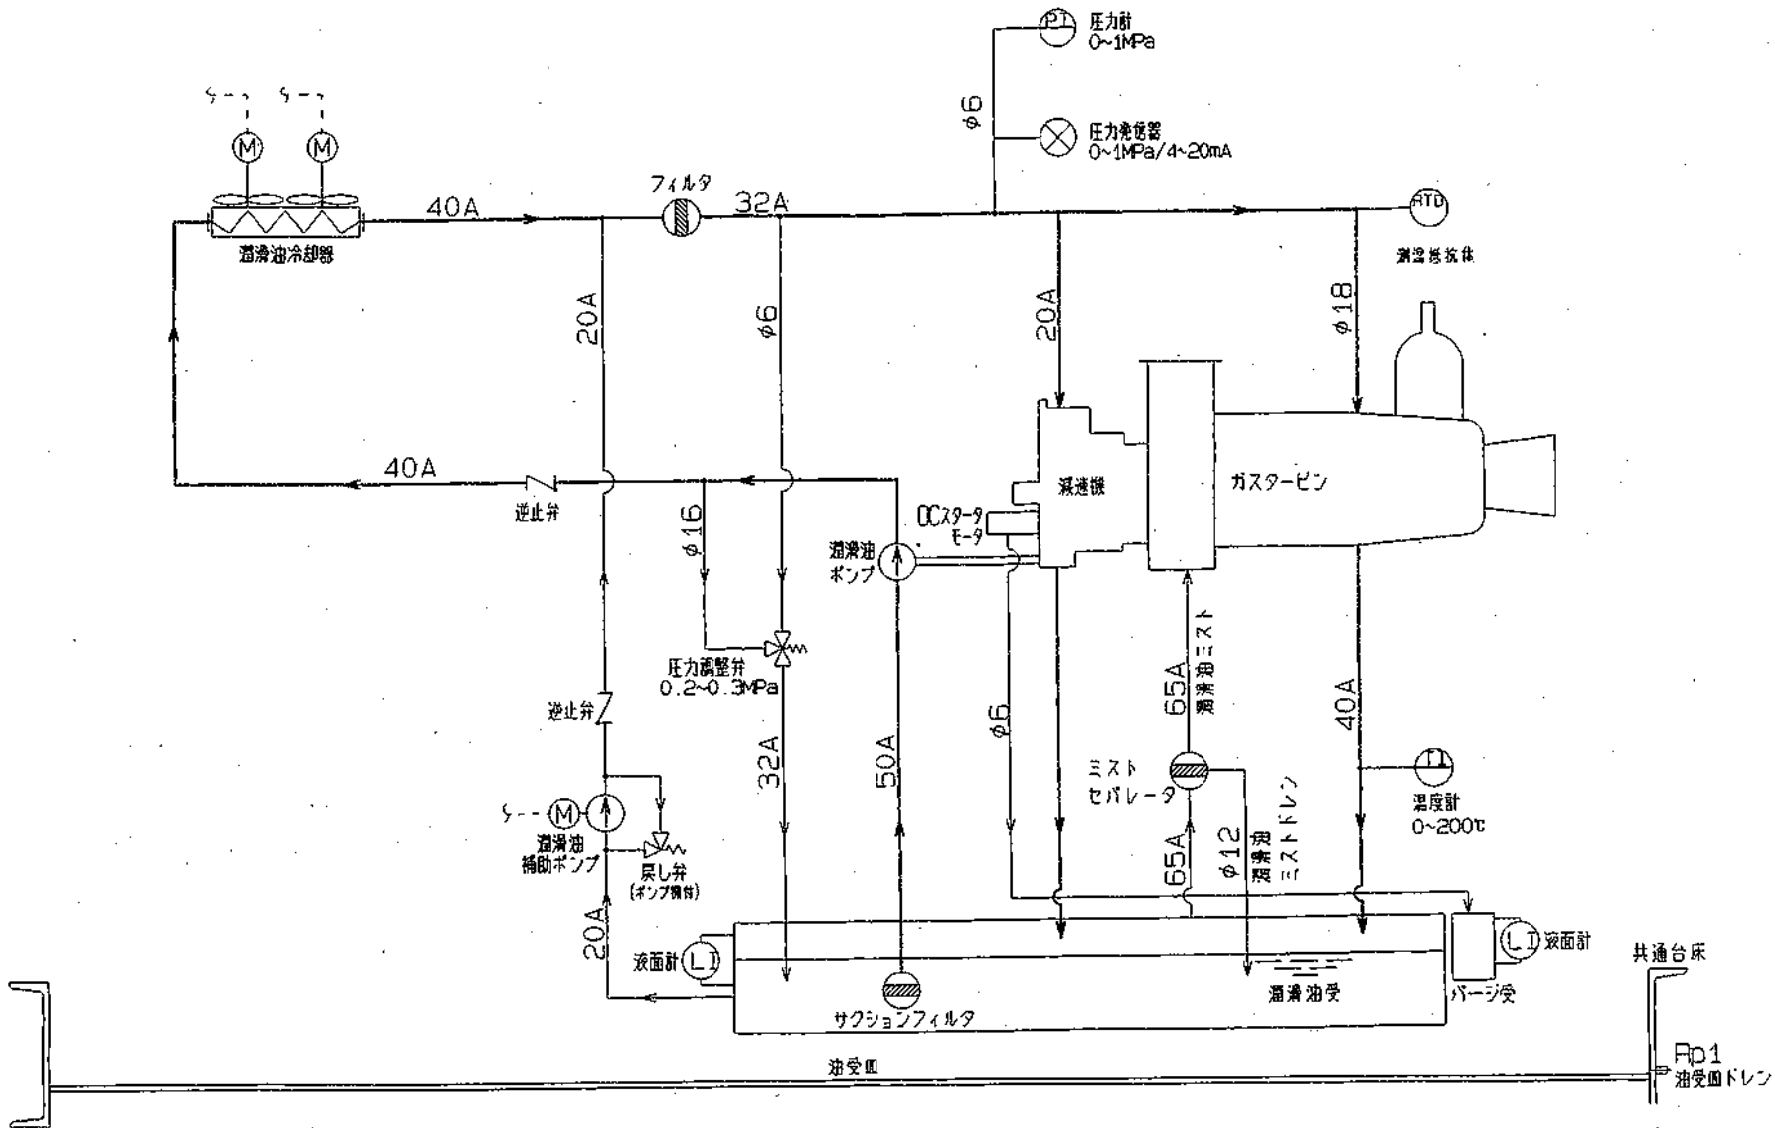 PI
圧力計
0~1MPa
φ6
圧力発信器
0~1MPa/4~20mA
M
M
フィルタ
40A
32A
RTD
潤滑油冷却器
測温抵抗体
20A
φ6
20A
φ18
40A
逆止弁
φ16
減速機
ガスタービン
DCスタータ
モータ
潤滑油
ポンプ
圧力調整弁
0.2~0.3MPa
逆止弁
65A
潤滑油ミスト
φ6
40A
32A
50A
ミスト
セパレータ
TI
温度計
0~200℃
M
潤滑油
補助ポンプ
戻し弁
(ポンプ付)
65A
φ12
潤滑油
ミストドレン
20A
液面計
LI
LI
液面計
共通台床
サクションフィルタ
潤滑油受
パージ受
油受皿
Rp1
油受皿ドレン